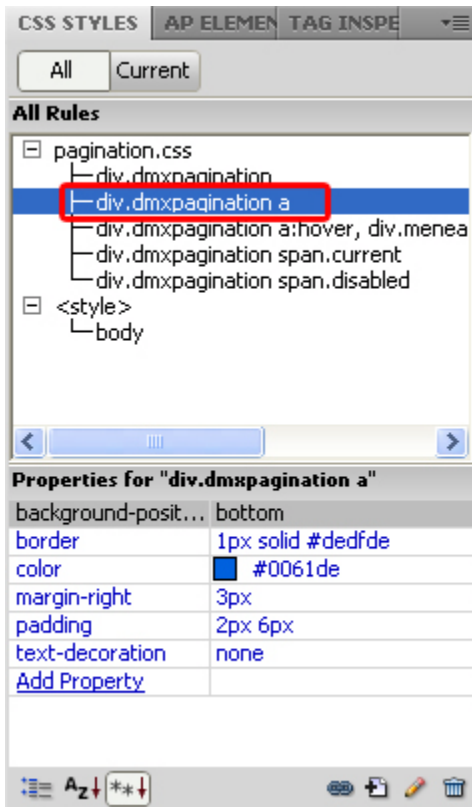 CSS STYLES AP ELEMEN TAG INSPE
All Current
All Rules
pagination.css
div.dmxpagination
div.dmxpagination a
div.dmxpagination a:hover, div.menea
div.dmxpagination span.current
div.dmxpagination span.disabled
<style>
body
Properties for "div.dmxpagination a"
background-posit... bottom
border 1px solid #dedfde
color #0061de
margin-right 3px
padding 2px 6px
text-decoration none
Add Property
Az **